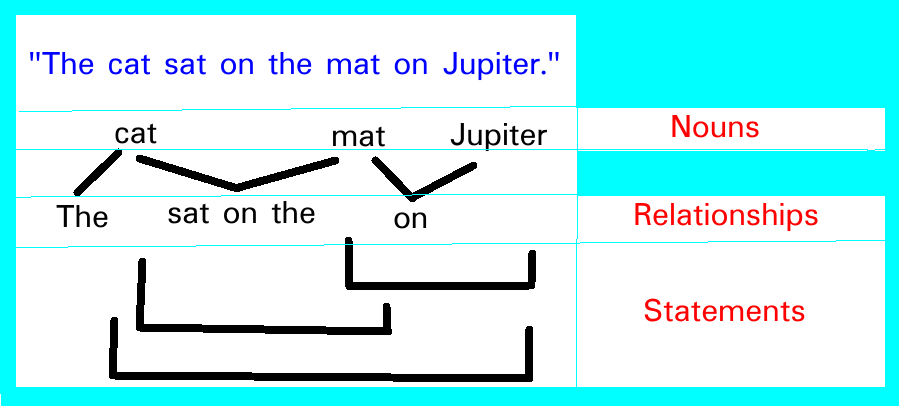 "The cat sat on the mat on Jupiter."
cat mat Jupiter Nouns
The sat on the on Relationships
Statements